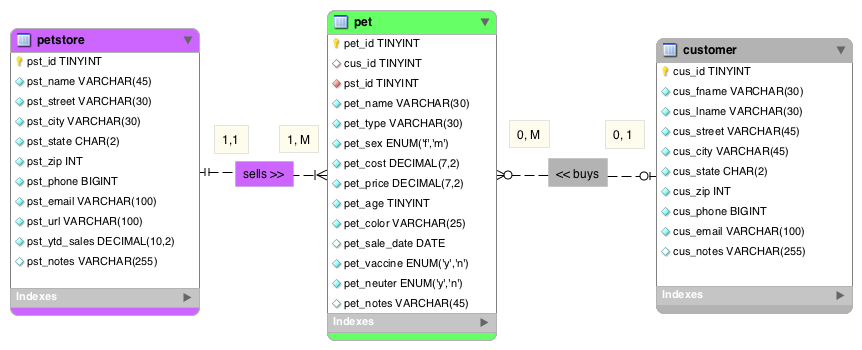 petstore
pst_id TINYINT
pst_name VARCHAR(45)
pst_street VARCHAR(30)
pst_city VARCHAR(30)
pst_state CHAR(2)
pst_zip INT
pst_phone BIGINT
pst_email VARCHAR(100)
pst_url VARCHAR(100)
pst_ytd_sales DECIMAL(10,2)
pst_notes VARCHAR(255)
Indexes
1,1
sells >>
1, M
pet
pet_id TINYINT
cus_id TINYINT
pst_id TINYINT
pet_name VARCHAR(30)
pet_type VARCHAR(30)
pet_sex ENUM('f','m')
pet_cost DECIMAL(7,2)
pet_price DECIMAL(7,2)
pet_age TINYINT
pet_color VARCHAR(25)
pet_sale_date DATE
pet_vaccine ENUM('y','n')
pet_neuter ENUM('y','n')
pet_notes VARCHAR(45)
Indexes
0, M
<< buys
0, 1
customer
cus_id TINYINT
cus_fname VARCHAR(30)
cus_lname VARCHAR(30)
cus_street VARCHAR(45)
cus_city VARCHAR(45)
cus_state CHAR(2)
cus_zip INT
cus_phone BIGINT
cus_email VARCHAR(100)
cus_notes VARCHAR(255)
Indexes